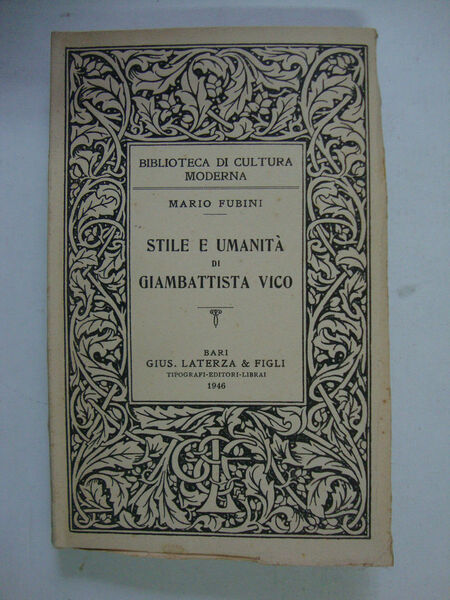 BIBLIOTECA DI CULTURA
MODERNA
MARIO FUBINI
STILE E UMANITÀ
DI
GIAMBATTISTA VICO
BARI
GIUS. LATERZA & FIGLI
TIPOGRAFI-EDITORI-LIBRAI
1946